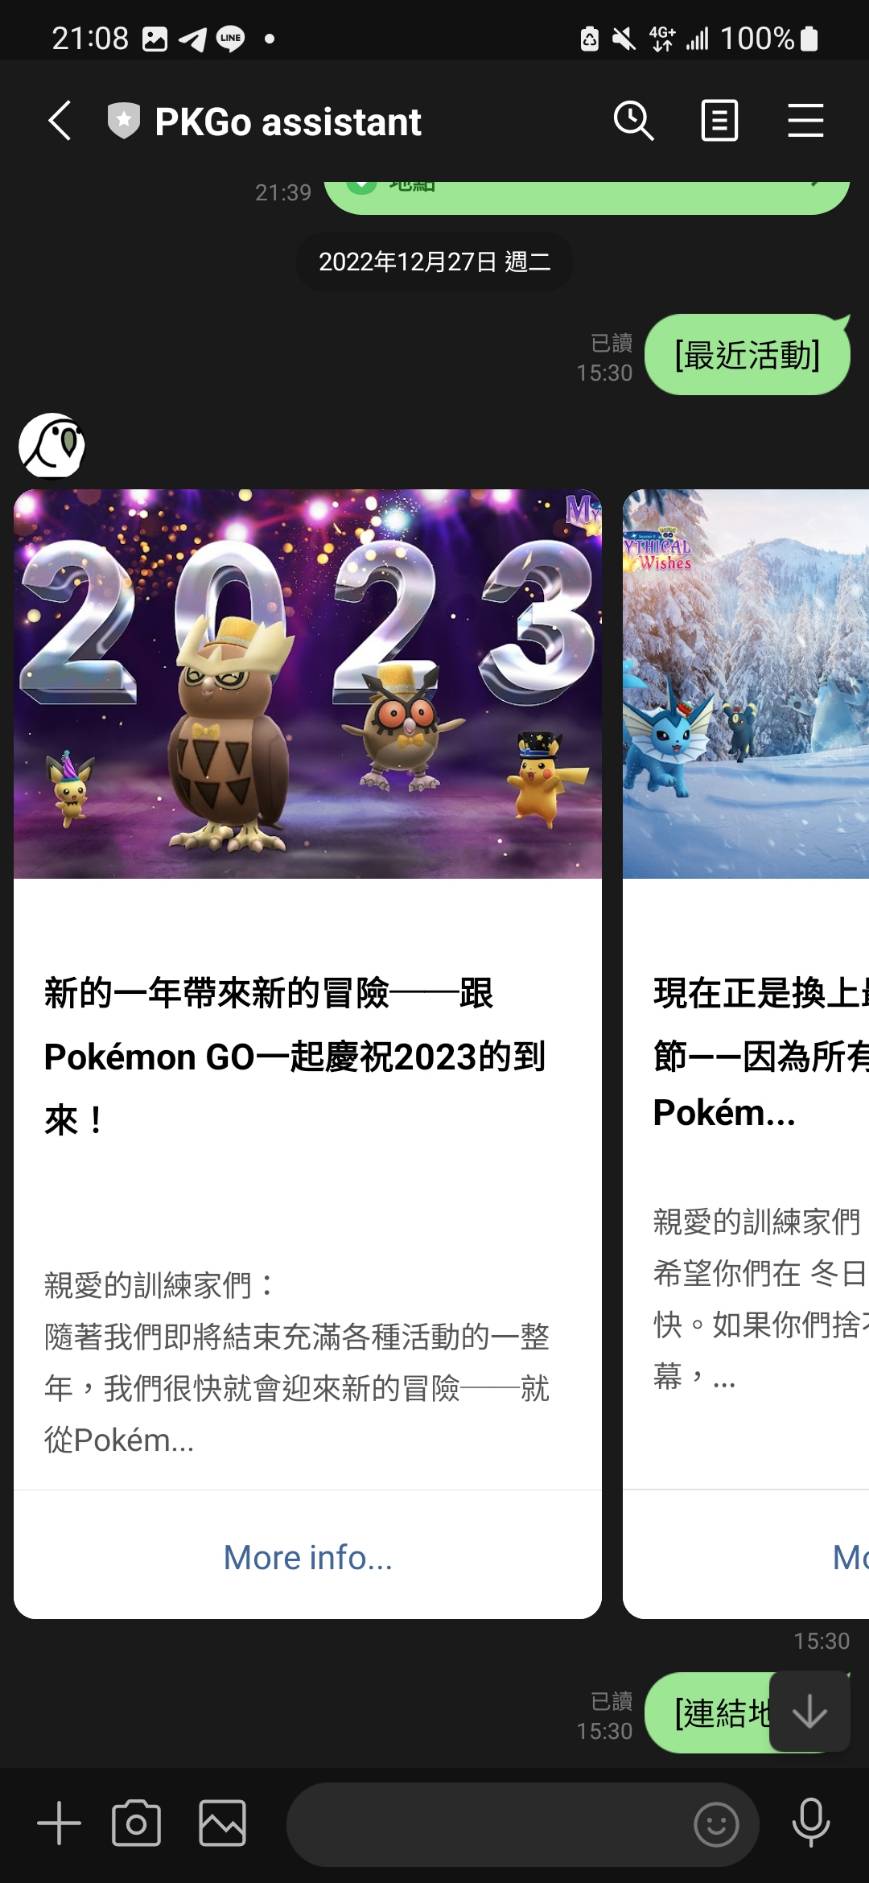 21:08
LINE
4G+
100%
PKGo assistant
21:39
地點
2022年12月27日 週二
已讀
15:30
[最近活動]
2023
MYTHICAL
Wishes
新的一年帶來新的冒險——跟
Pokémon GO一起慶祝2023的到
來！
親愛的訓練家們：
隨著我們即將結束充滿各種活動的一整
年，我們很快就會迎來新的冒險——就
從Pokém...
More info...
現在正是換上
節——因為所有
Pokém...
親愛的訓練家們
希望你們在 冬日
快。如果你們捨
幕，...
Mo
15:30
已讀
15:30
[連結地